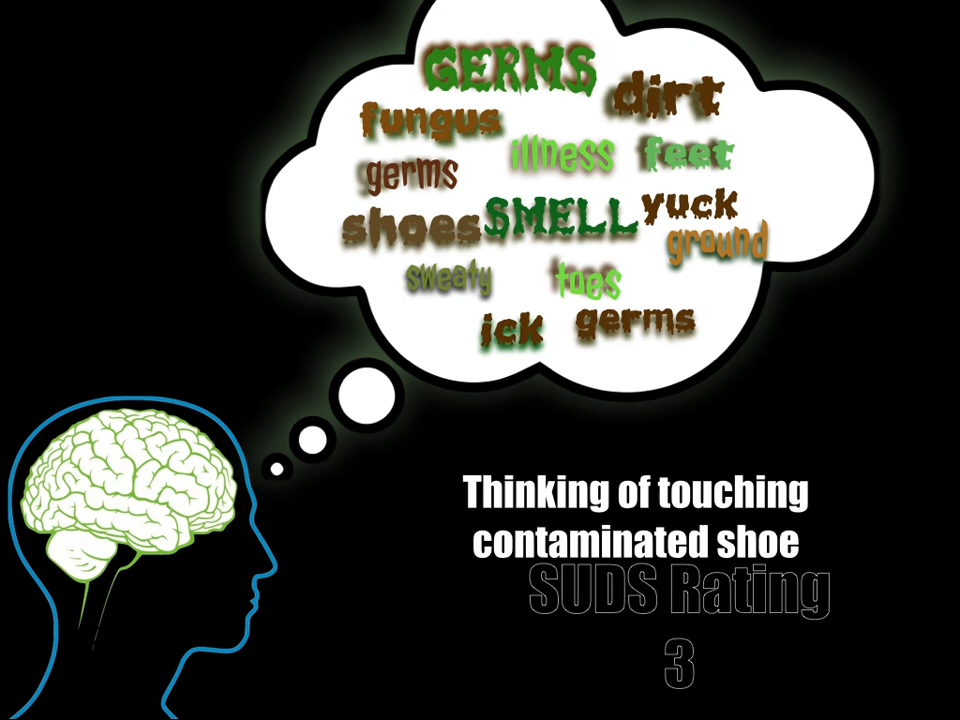 GERMS
dirt
fungus
illness
feet
germs
yuck
shoes
SMELL
ground
sweaty
toes
ick
germs
Thinking of touching
contaminated shoe
SUDS Rating
3